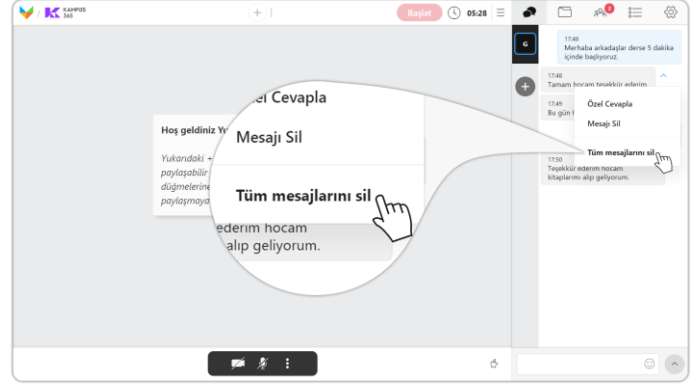 KAMPÜS
365
Başlat
05:28
2
G
17:48
Merhaba arkadaşlar derse 5 dakika
içinde başlıyoruz.
17:48
Tamam hocam teşekkür ederim
17:49
Bu gün
Özel Cevapla
Mesajı Sil
Tüm mesajlarını sil
17:50
Teşekkür ederim hocam
kitaplarımı alıp geliyorum.
Hoş geldiniz
Yukarıdaki +
paylaşabilir
düğmelerine
Cevapla
Mesajı Sil
Tüm mesajlarını sil
ederim hocam
alıp geliyorum.